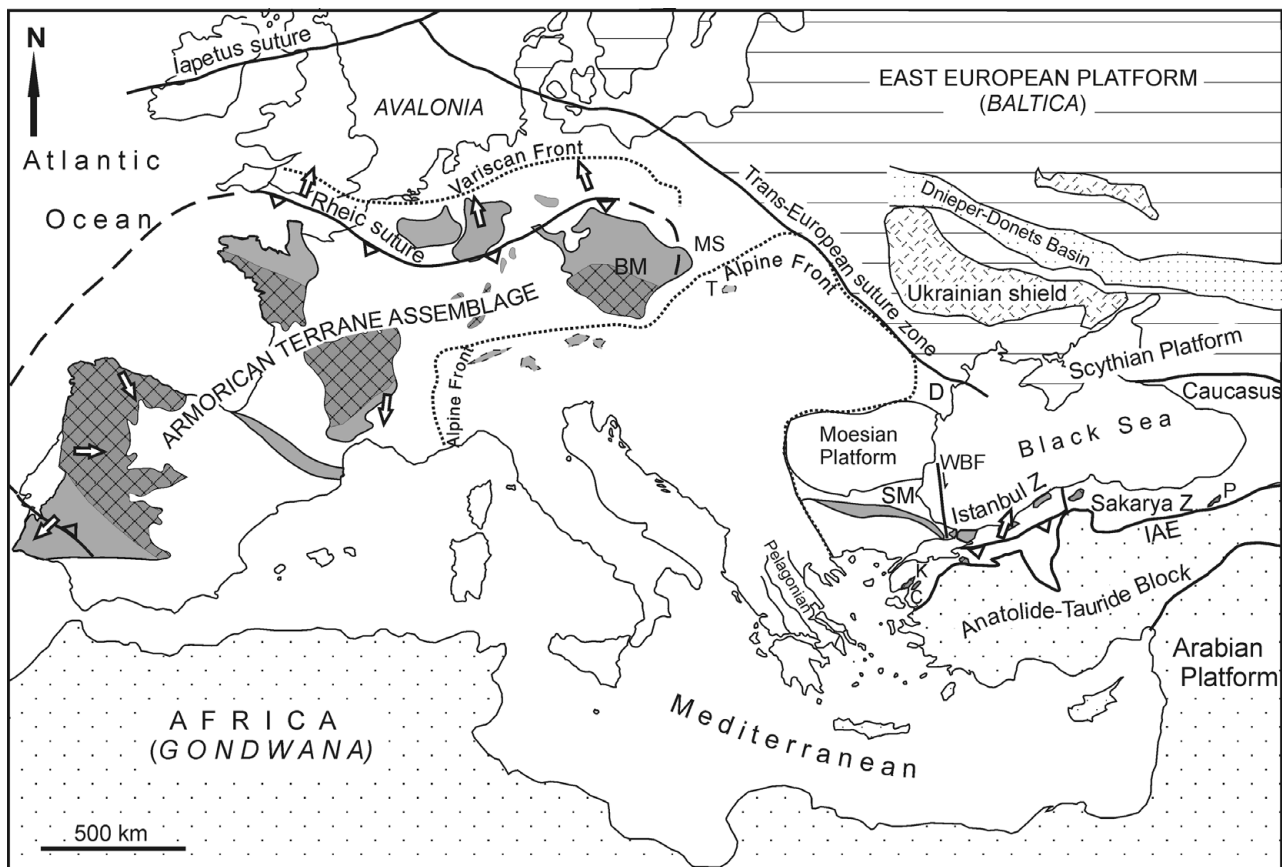 N
Iapetus suture
AVALONIA
EAST EUROPEAN PLATFORM
(BALTICA)
Atlantic
Ocean
Variscan Front
Rheic suture
Trans-European suture zone
Dnieper-Donets Basin
Ukrainian shield
MS
BM
T
Alpine Front
Alpine Front
ARMORICAN TERRANE ASSEMBLAGE
Scythian Platform
D
Caucasus
Moesian
Platform
Black Sea
WBF
SM
Istanbul Z
Sakarya Z
P
IAE
K
C
Pelagonian
Anatolide-Tauride Block
Arabian
Platform
AFRICA
(GONDWANA)
Mediterranean
500 km